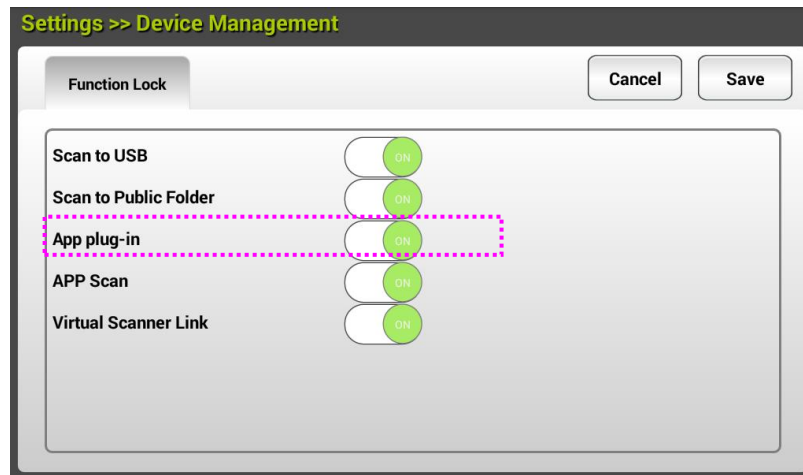 Settings >> Device Management
Function Lock
Cancel
Save
Scan to USB
ON
Scan to Public Folder
ON
App plug-in
ON
APP Scan
ON
Virtual Scanner Link
ON